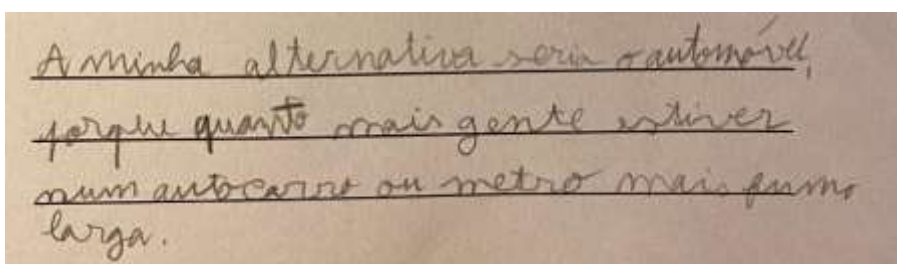 A minha alternativa seria o automóvel,
porque quanto mais gente estiver
num autocarro ou metro mais fumo
larga.